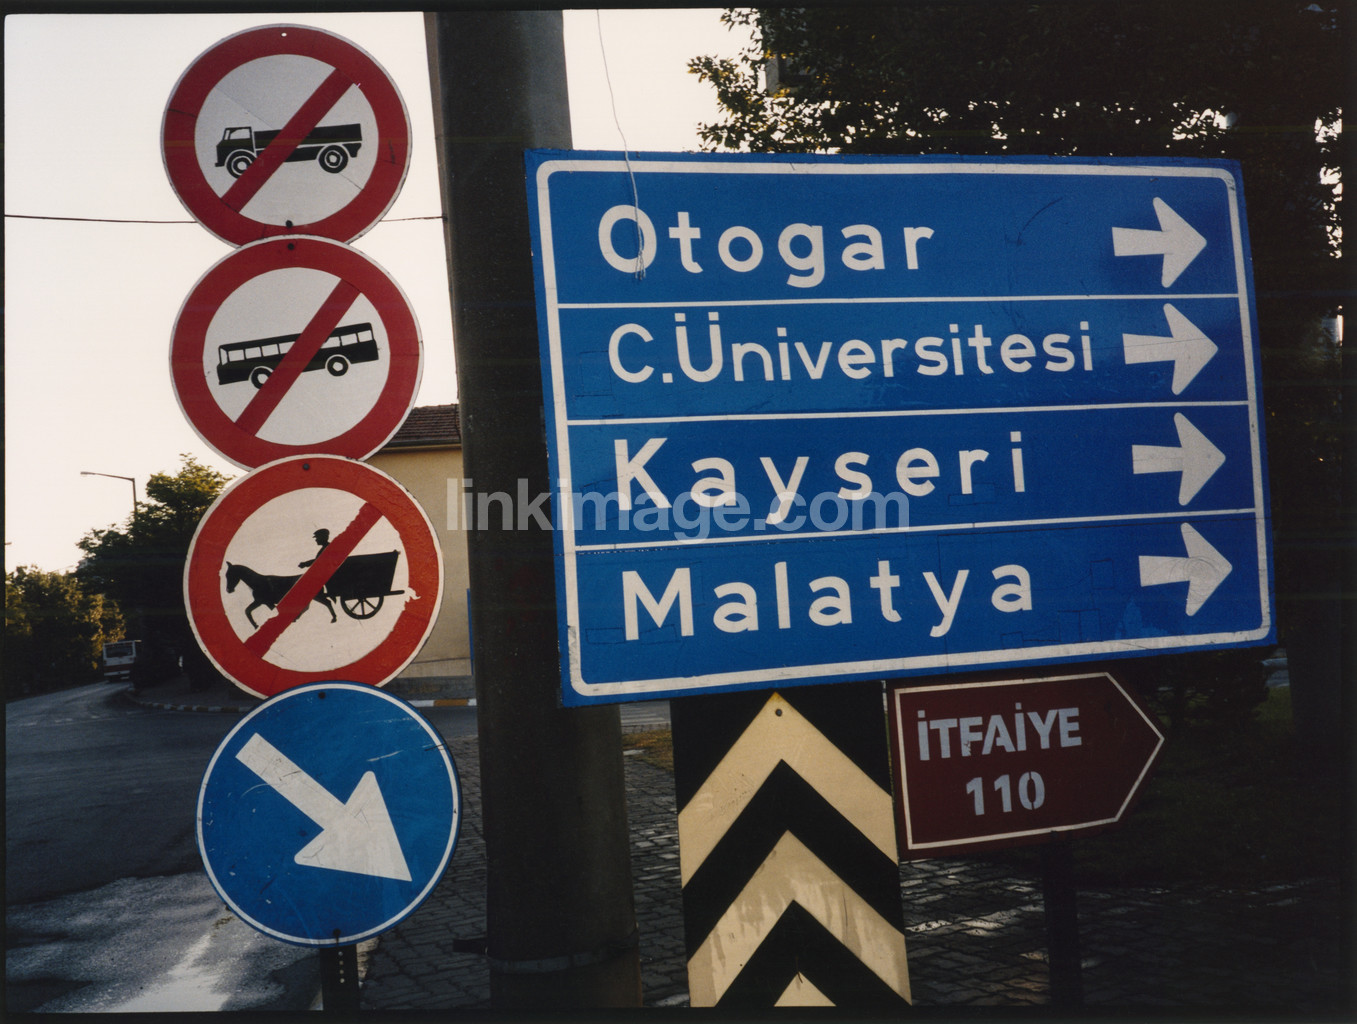 Otogar
C.Üniversitesi
Kayseri
Malatya
linkimage.com
İTFAİYE
110